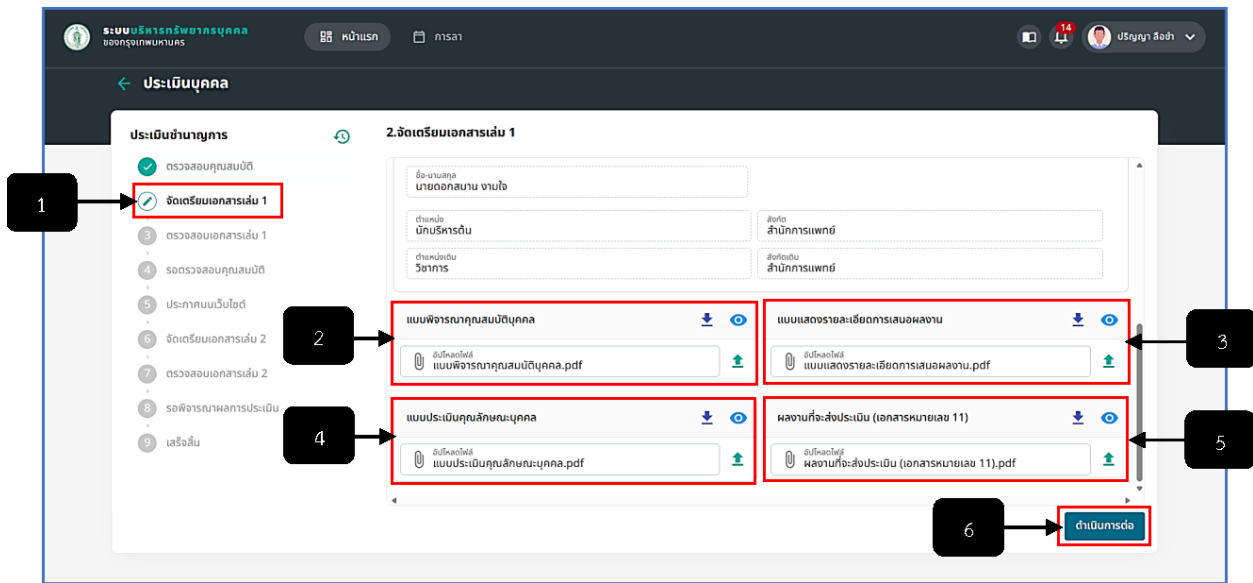 ระบบบริหารทรัพยากรบุคคล
ของกรุงเทพมหานคร
หน้าแรก
การลา
14
ปริญญา ลือขำ
ประเมินบุคคล
ประเมินชำนาญการ
ตรวจสอบคุณสมบัติ
1
จัดเตรียมเอกสารเล่ม 1
3 ตรวจสอบเอกสารเล่ม 1
4 รอตรวจสอบคุณสมบัติ
5 ประกาศบนเว็บไซต์
6 จัดเตรียมเอกสารเล่ม 2
7 ตรวจสอบเอกสารเล่ม 2
8 รอพิจารณาผลการประเมิน
9 เสร็จสิ้น
2.จัดเตรียมเอกสารเล่ม 1
ชื่อ-นามสกุล
นายดอกสมาน งามใจ
ตำแหน่ง
นักบริหารต้น
สังกัด
สำนักการแพทย์
ตำแหน่งเดิม
วิชาการ
สังกัดเดิม
สำนักการแพทย์
2
แบบพิจารณาคุณสมบัติบุคคล
อัปโหลดไฟล์
แบบพิจารณาคุณสมบัติบุคคล.pdf
แบบแสดงรายละเอียดการเสนอผลงาน
อัปโหลดไฟล์
แบบแสดงรายละเอียดการเสนอผลงาน.pdf
3
4
แบบประเมินคุณลักษณะบุคคล
อัปโหลดไฟล์
แบบประเมินคุณลักษณะบุคคล.pdf
ผลงานที่จะส่งประเมิน (เอกสารหมายเลข 11)
อัปโหลดไฟล์
ผลงานที่จะส่งประเมิน (เอกสารหมายเลข 11).pdf
5
6
ดำเนินการต่อ